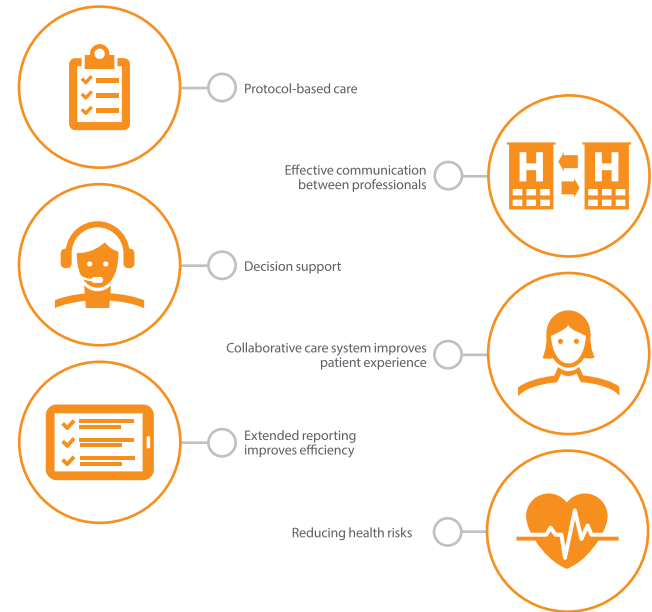 Protocol-based care
H H
Effective communication
between professionals
Decision support
Collaborative care system improves
patient experience
Extended reporting
improves efficiency
Reducing health risks